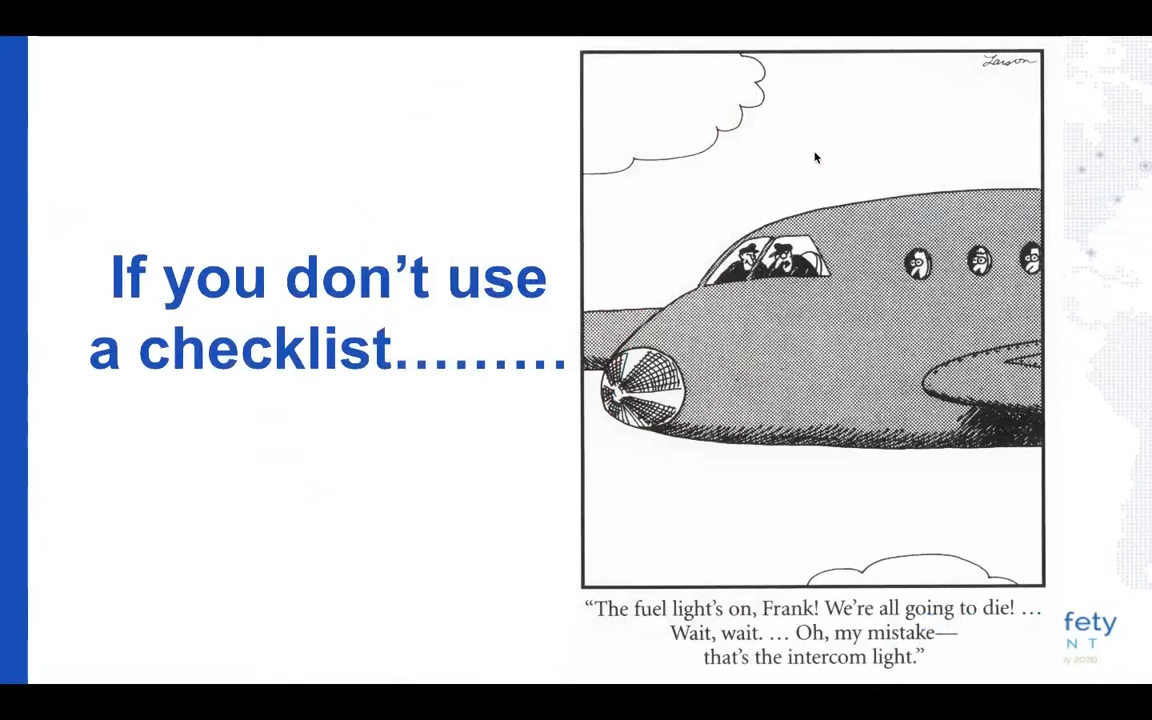 If you don’t use
a checklist………
Larson
“The fuel light’s on, Frank! We’re all going to die! …
Wait, wait. … Oh, my mistake—
that’s the intercom light.”
fety
N T
2020